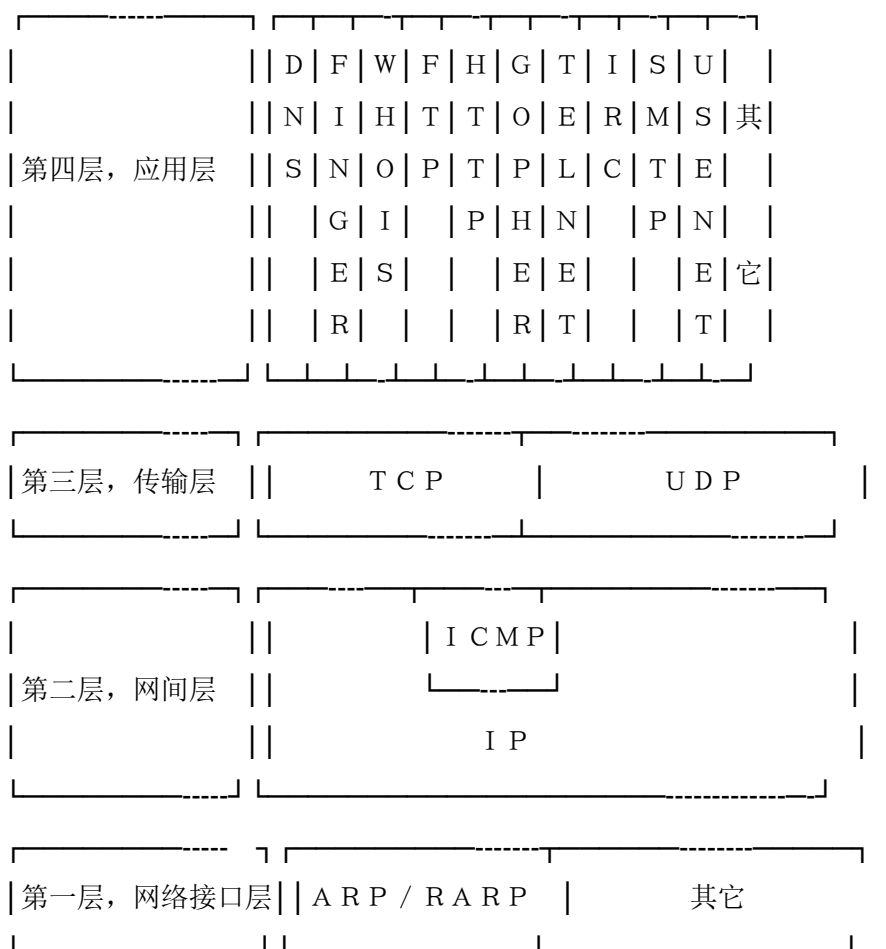 D F W F H G T I S U
N I H T T O E R M S 其
第四层，应用层 S N O P T P L C T E
G I P H N P N
E S E E E 它
R R T T
第三层，传输层 T C P U D P
I C M P
第二层，网间层
I P
第一层，网络接口层 A R P / R A R P 其它